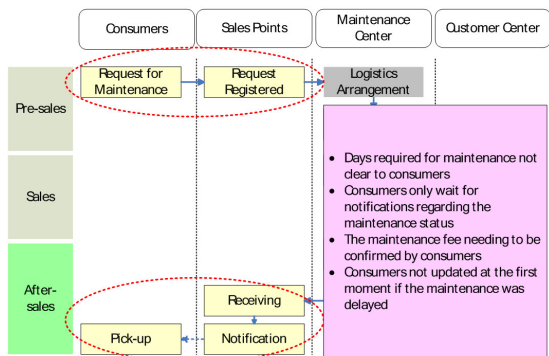 Consumers
Sales Points
Maintenance
Center
Customer Center
Pre-sales
Request for
Maintenance
Request
Registered
Logistics
Arrangement
Sales
• Days required for maintenance not
clear to consumers
• Consumers only wait for
notifications regarding the
maintenance status
• The maintenance fee needing to be
confirmed by consumers
• Consumers not updated at the first
moment if the maintenance was
delayed
After-
sales
Receiving
Pick-up
Notification